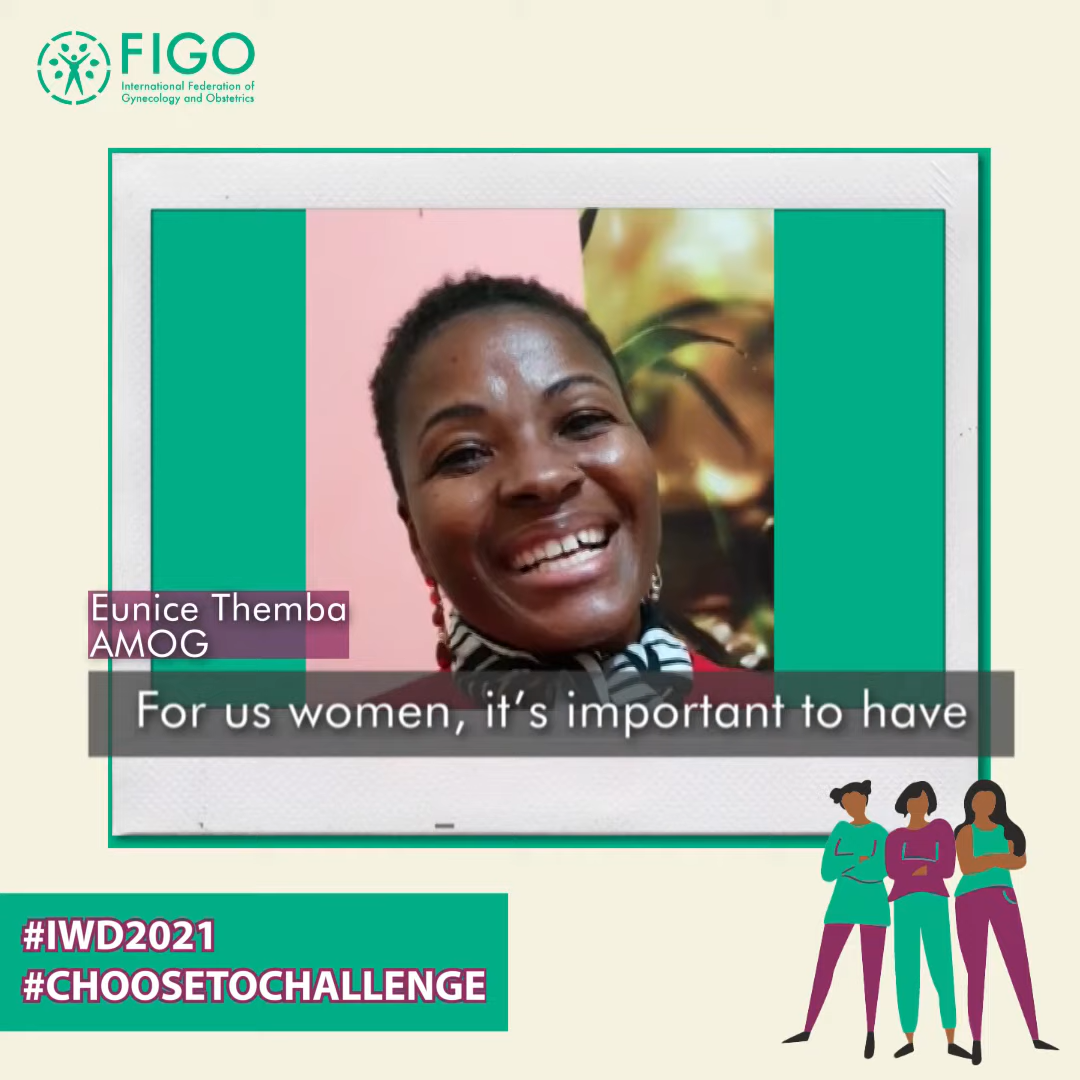 FIGO
International Federation of
Gynecology and Obstetrics
Eunice Themba
AMOG
For us women, it's important to have
#IWD2021
#CHOOSETOCHALLENGE